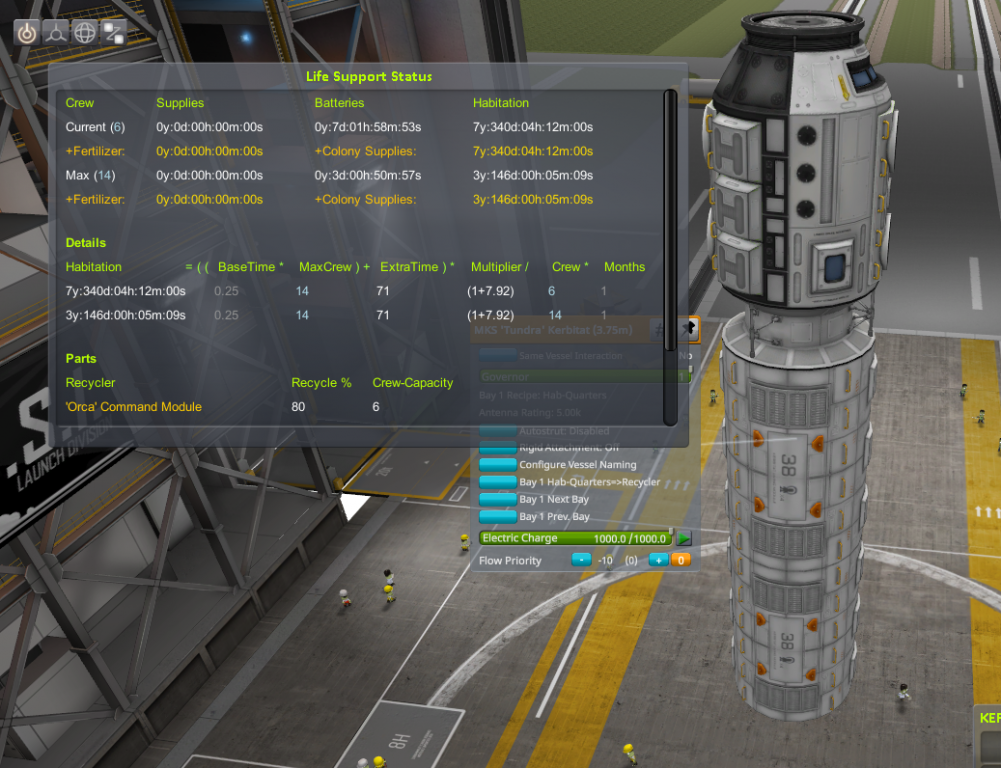 Life Support Status
Crew Supplies Batteries Habitation
Current (6) 0y:0d:00h:00m:00s 0y:7d:01h:58m:53s 7y:340d:04h:12m:00s
+Fertilizer: 0y:0d:00h:00m:00s +Colony Supplies: 7y:340d:04h:12m:00s
Max (14) 0y:0d:00h:00m:00s 0y:3d:00h:50m:57s 3y:146d:00h:05m:09s
+Fertilizer: 0y:0d:00h:00m:00s +Colony Supplies: 3y:146d:00h:05m:09s
Details
Habitation = ( ( BaseTime * MaxCrew ) + ExtraTime ) * Multiplier / Crew * Months
7y:340d:04h:12m:00s 0.25 14 71 (1+7.92) 6 1
3y:146d:00h:05m:09s 0.25 14 71 (1+7.92) 14 1
Parts
Recycler Recycle % Crew-Capacity
'Orca' Command Module 80 6
MKS 'Tundra' Kerbitat (3.75m)
Same Vessel Interaction No
Governor 1
Bay 1 Recipe: Hab-Quarters
Antenna Rating: 5.00k
Autostrut: Disabled
Rigid Attachment: Off
Configure Vessel Naming
Bay 1 Hab-Quarters=>Recycler
Bay 1 Next Bay
Bay 1 Prev. Bay
Electric Charge 1000.0 / 1000.0
Flow Priority - -10 (0) + 0
LAUNCH DIVISION
38
38
H8
KER